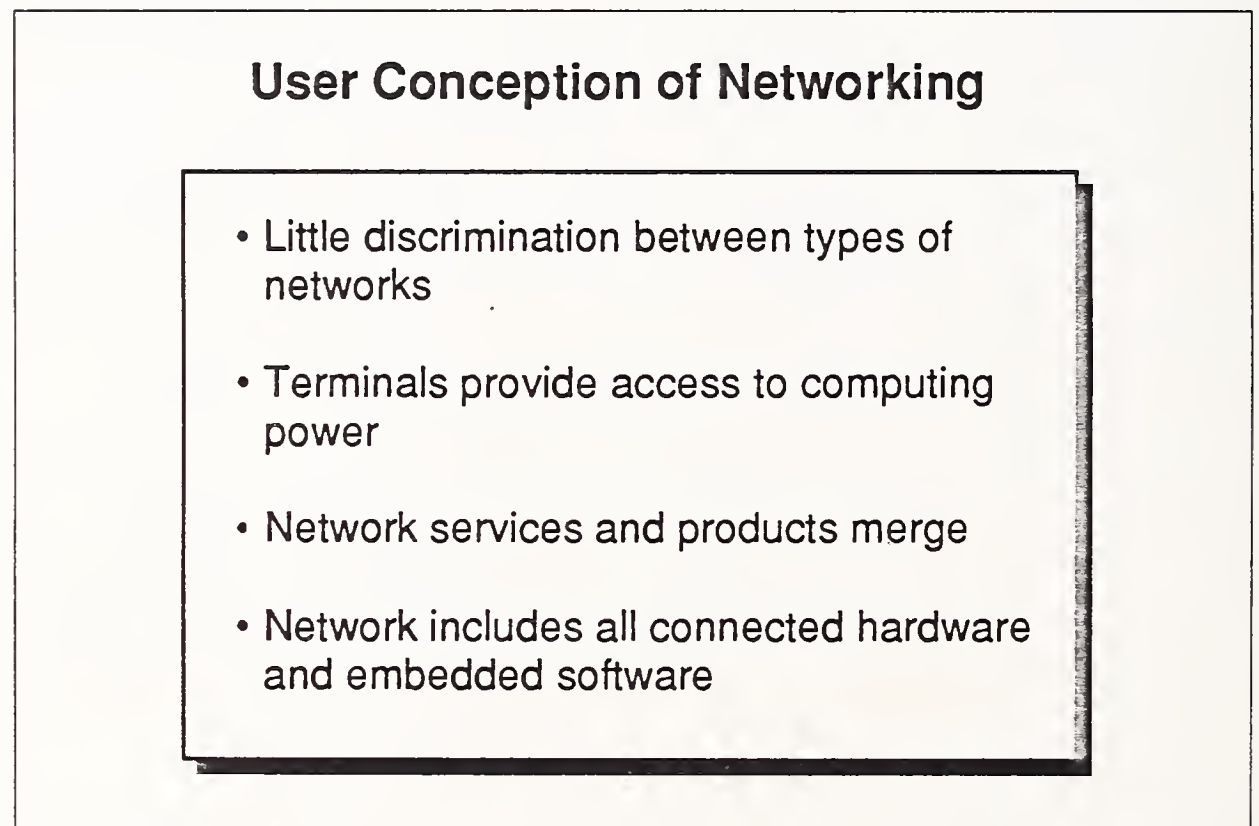 User Conception of Networking
• Little discrimination between types of
networks
• Terminals provide access to computing
power
• Network services and products merge
• Network includes all connected hardware
and embedded software